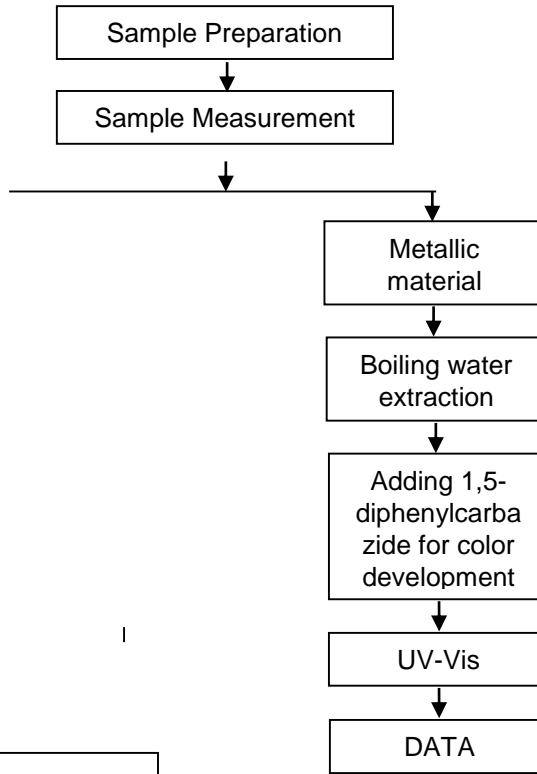 Sample Preparation
Sample Measurement
Metallic
material
Boiling water
extraction
Adding 1,5-
diphenylcarba
zide for color
development
UV-Vis
DATA